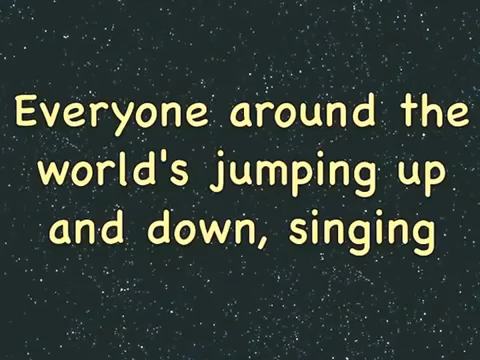 Everyone around the
world's jumping up
and down, singing